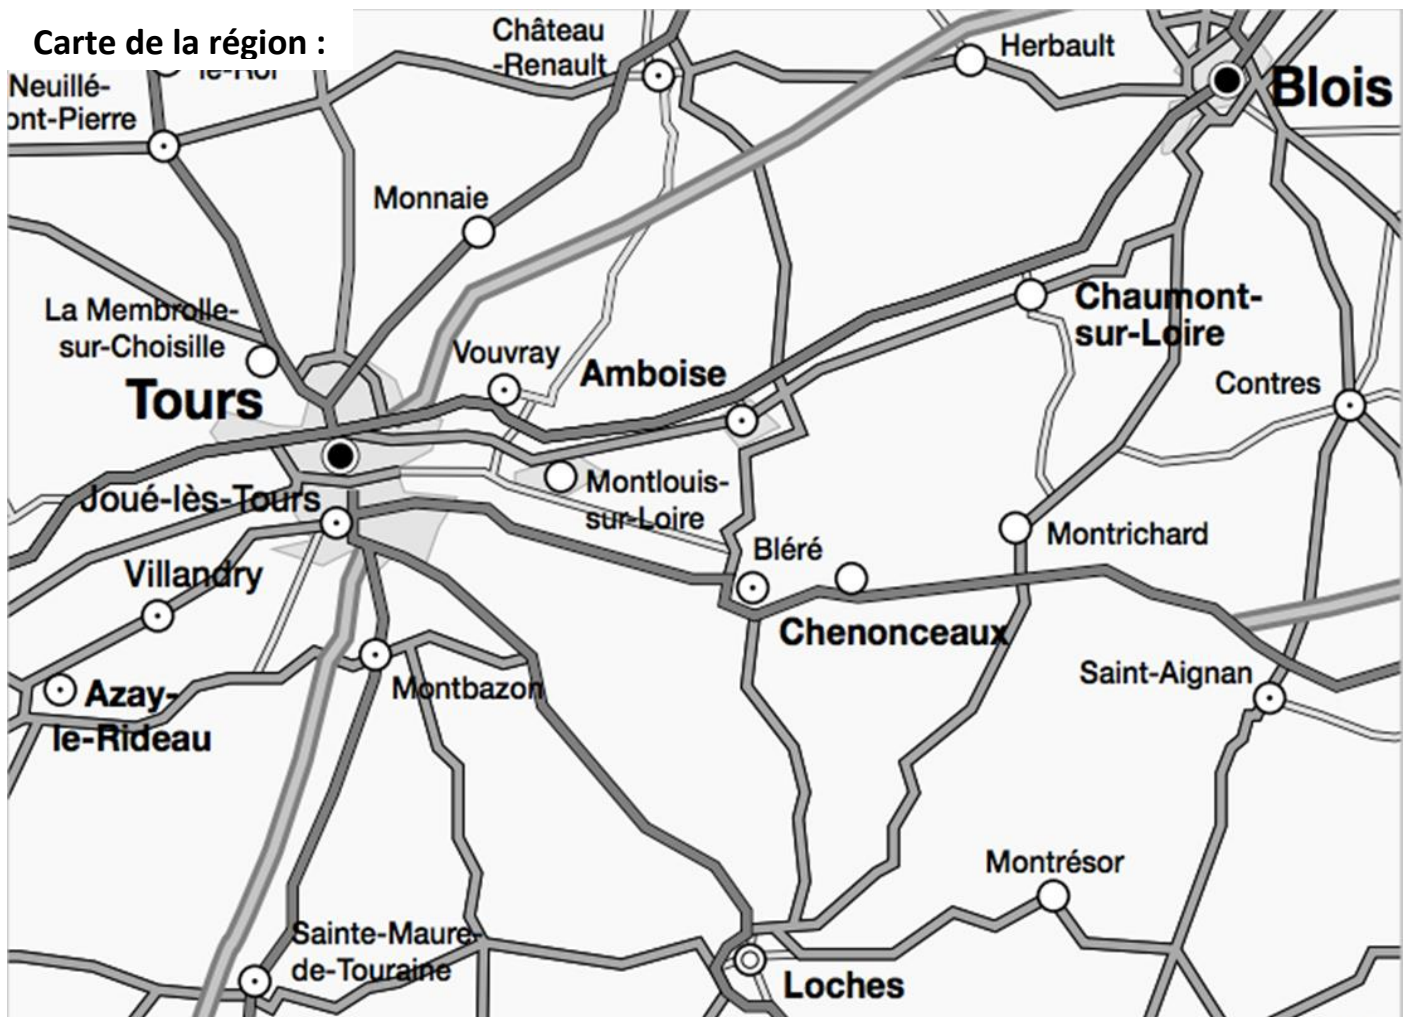 Carte de la région :
Château
-Renault
Herbault
Blois
le-Roi
Neuillé-
ont-Pierre
Monnaie
La Membrolle-
sur-Choisille
Tours
Vouvray
Amboise
Chaumont-
sur-Loire
Contres
Joué-lès-Tours
Montlouis-
sur-Loire
Villandry
Bléré
Montrichard
Chenonceaux
Azay-
le-Rideau
Montbazon
Saint-Aignan
Montrésor
Sainte-Maure-
de-Touraine
Loches